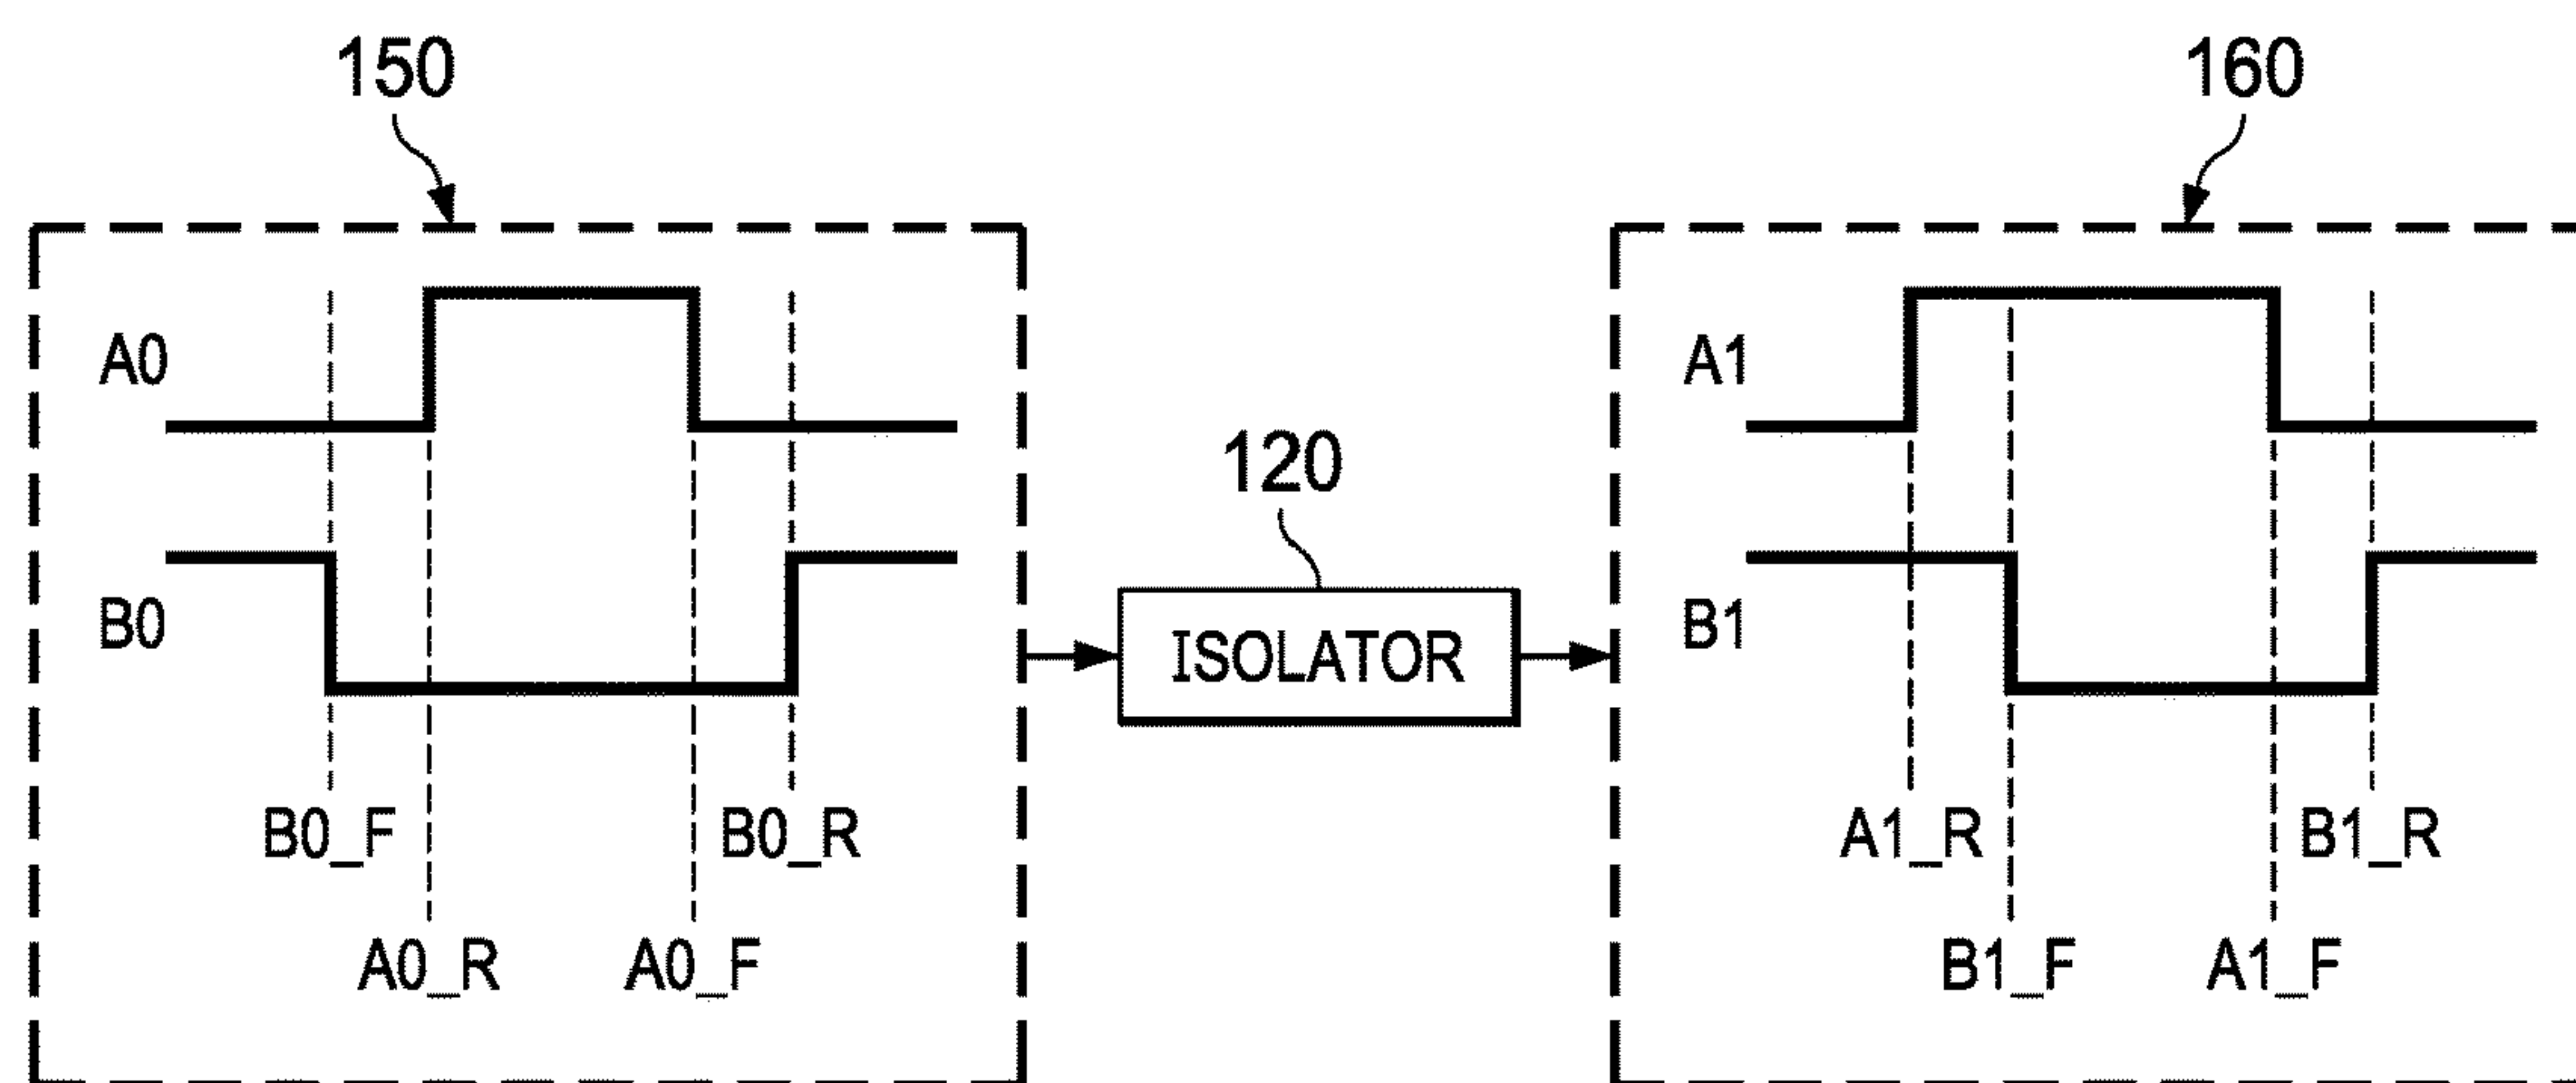 150
160
A0
A1
120
B0
B1
ISOLATOR
B0_F
B0_R
A1_R
B1_R
A0_R
A0_F
B1_F
A1_F